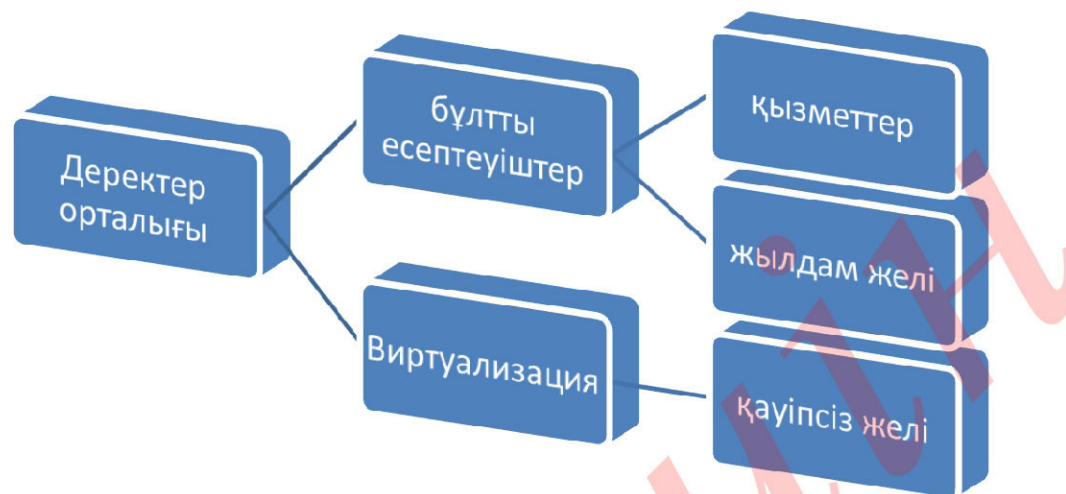 Деректер
орталығы
бұлтты
есептеуіштер
қызметтер
жылдам желі
Виртуализация
қауіпсіз желі